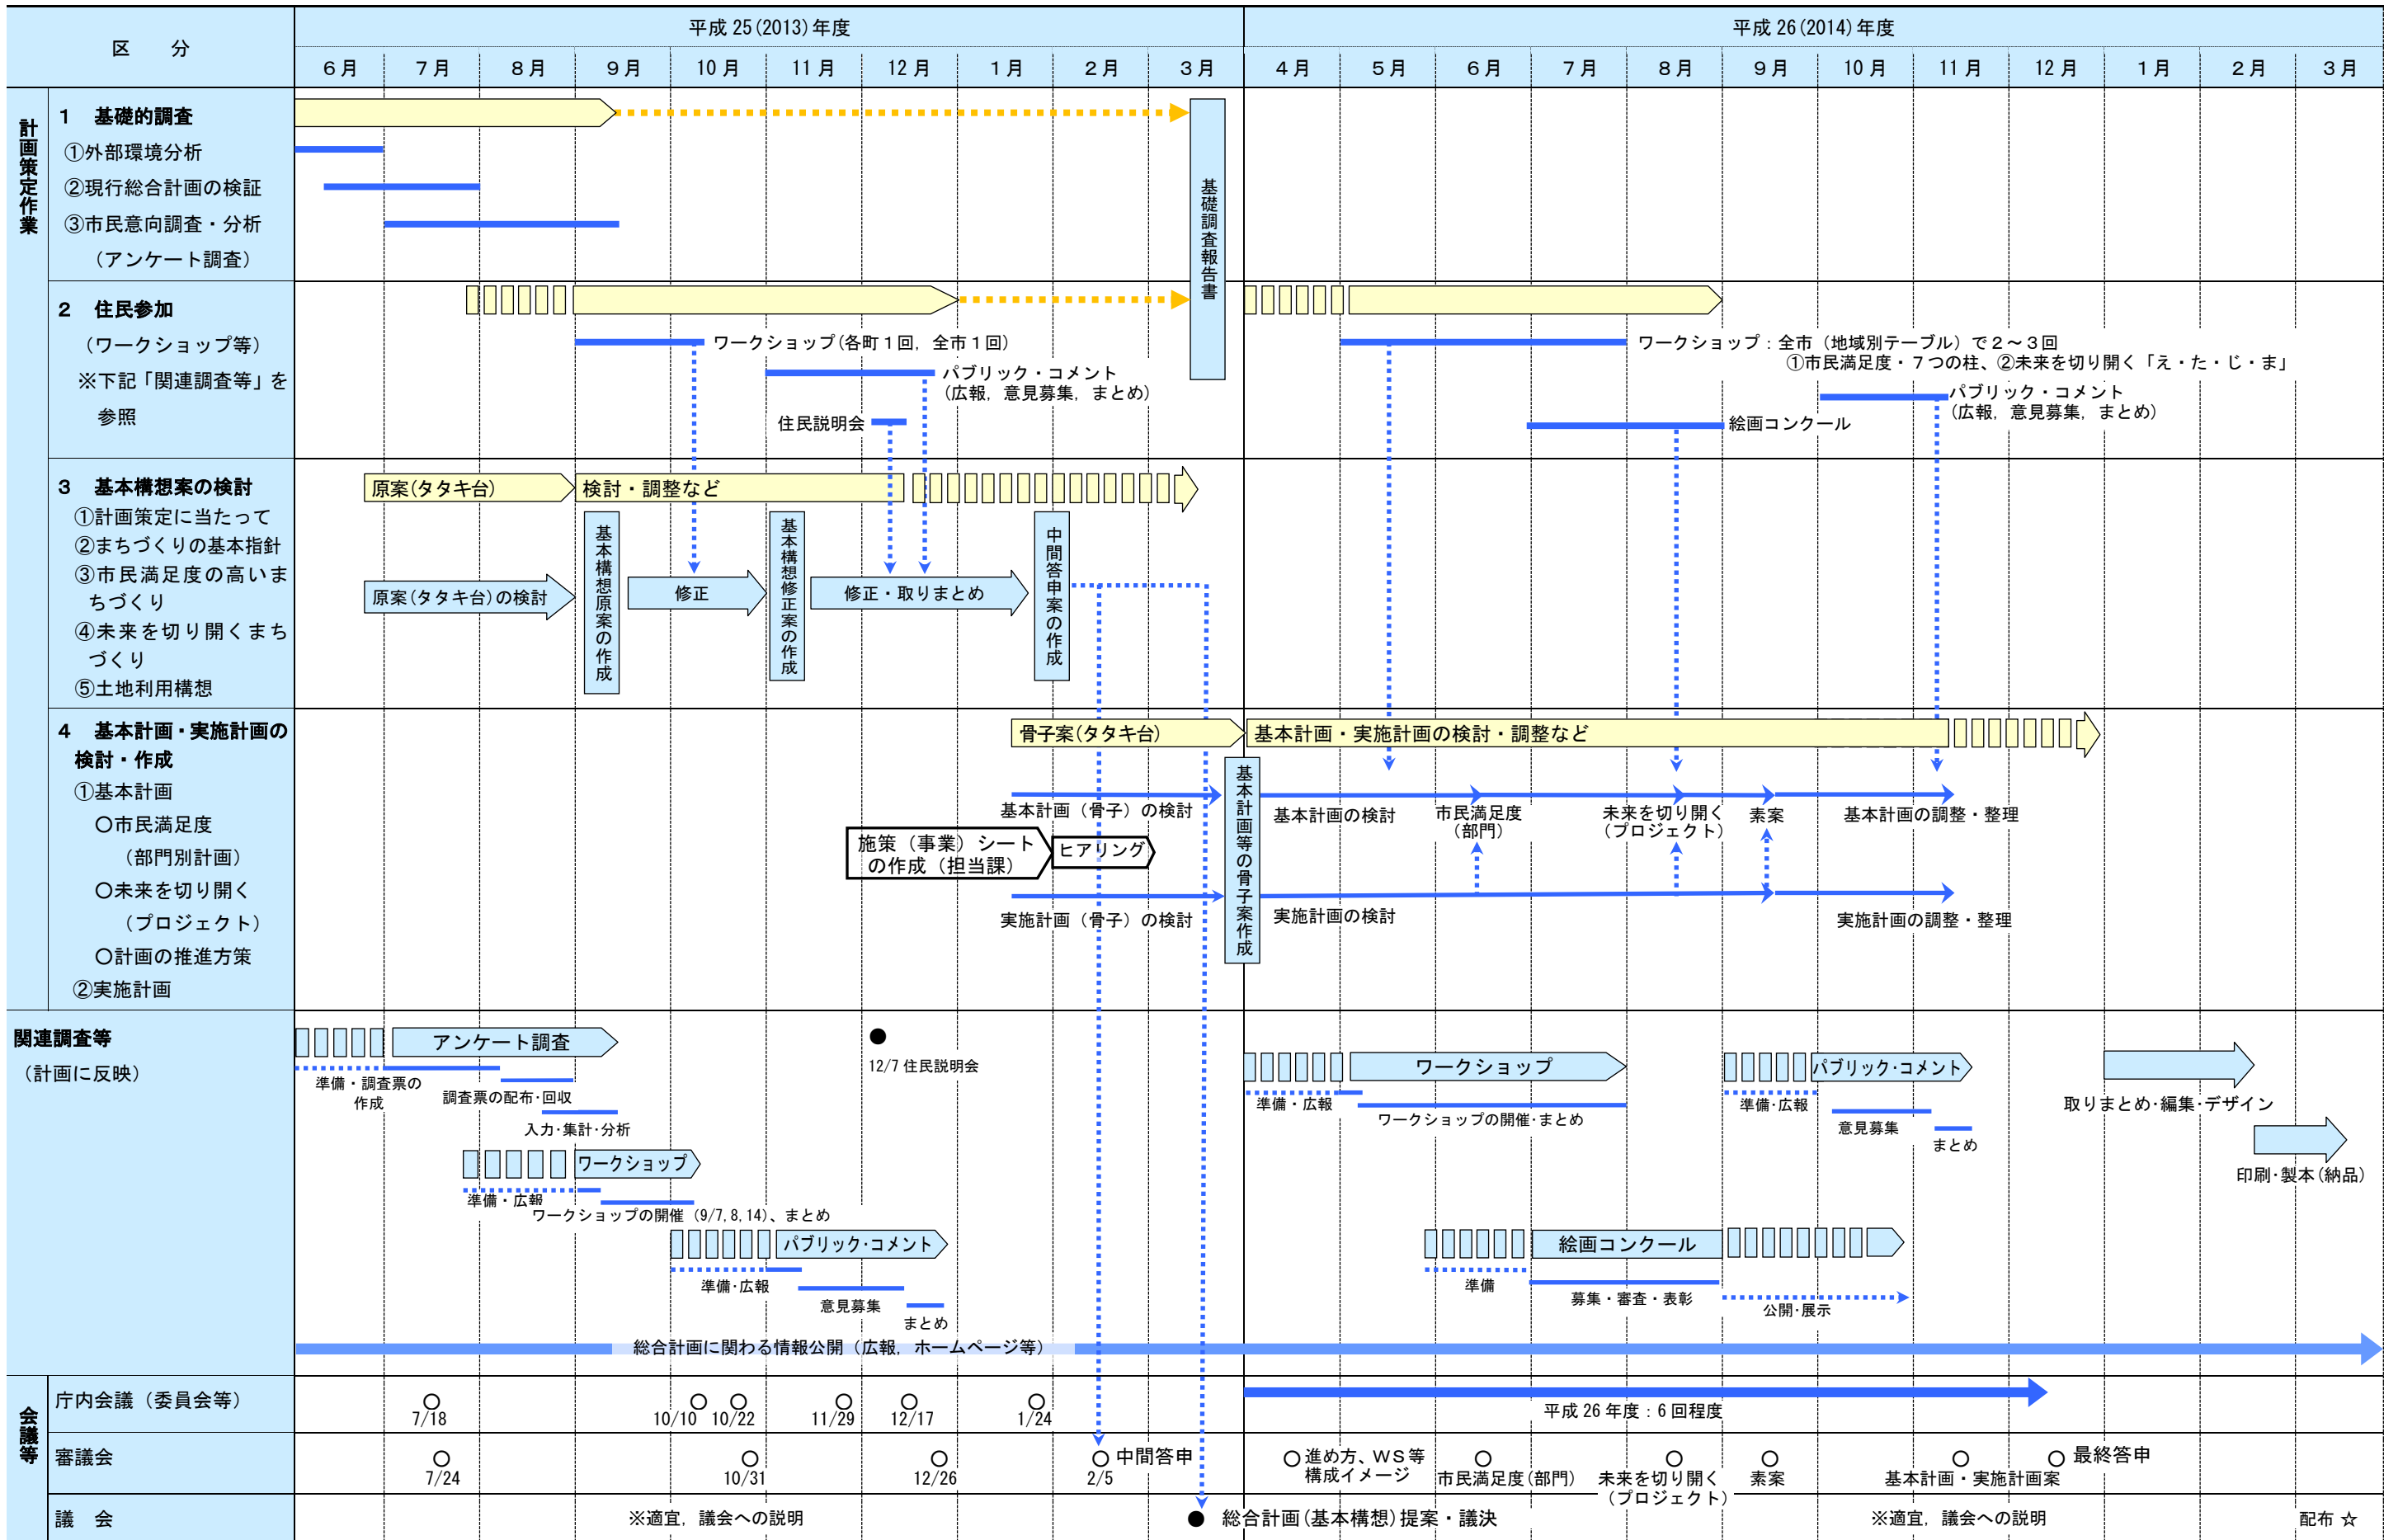 区　分
平成 25(2013)年度
平成 26(2014)年度
6月 7月 8月 9月 10月 11月 12月 1月 2月 3月 4月 5月 6月 7月 8月 9月 10月 11月 12月 1月 2月 3月
計画策定作業
1　基礎的調査
①外部環境分析
②現行総合計画の検証
③市民意向調査・分析
（アンケート調査）
基礎調査報告書
2　住民参加
（ワークショップ等）
※下記「関連調査等」を
参照
ワークショップ(各町１回，全市１回)
パブリック・コメント
(広報，意見募集，まとめ)
住民説明会
ワークショップ：全市（地域別テーブル）で２～３回
①市民満足度・７つの柱、②未来を切り開く「え・た・じ・ま」
パブリック・コメント
(広報，意見募集，まとめ)
絵画コンクール
3　基本構想案の検討
①計画策定に当たって
②まちづくりの基本指針
③市民満足度の高いま
ちづくり
④未来を切り開くまち
づくり
⑤土地利用構想
原案(タタキ台)
検討・調整など
原案(タタキ台)の検討
基本構想原案の作成
修正
基本構想修正案の作成
修正・取りまとめ
中間答申案の作成
4　基本計画・実施計画の
検討・作成
①基本計画
○市民満足度
（部門別計画）
○未来を切り開く
（プロジェクト）
○計画の推進方策
②実施計画
骨子案(タタキ台)
基本計画・実施計画の検討・調整など
基本計画（骨子）の検討
施策（事業）シート
の作成（担当課）
ヒアリング
実施計画（骨子）の検討
基本計画等の骨子案作成
基本計画の検討
市民満足度
（部門）
未来を切り開く
（プロジェクト）
素案
基本計画の調整・整理
実施計画の検討
実施計画の調整・整理
関連調査等
（計画に反映）
アンケート調査
準備・調査票の
作成
調査票の配布・回収
入力・集計・分析
ワークショップ
準備・広報
ワークショップの開催（9/7,8,14）、まとめ
パブリック・コメント
準備・広報
意見募集
まとめ
12/7 住民説明会
ワークショップ
準備・広報
ワークショップの開催・まとめ
パブリック・コメント
準備・広報
意見募集
まとめ
取りまとめ・編集・デザイン
印刷・製本(納品)
絵画コンクール
準備
募集・審査・表彰
公開・展示
総合計画に関わる情報公開（広報，ホームページ等）
会議等
庁内会議（委員会等）
7/18 10/10 10/22 11/29 12/17 1/24
平成 26 年度：6 回程度
審議会
7/24 10/31 12/26 2/5
中間答申
進め方、ＷＳ等
構成イメージ
市民満足度(部門)
未来を切り開く
（プロジェクト）
素案
基本計画・実施計画案
最終答申
議　会
※適宜，議会への説明
● 総合計画(基本構想)提案・議決
※適宜，議会への説明
配布 ☆